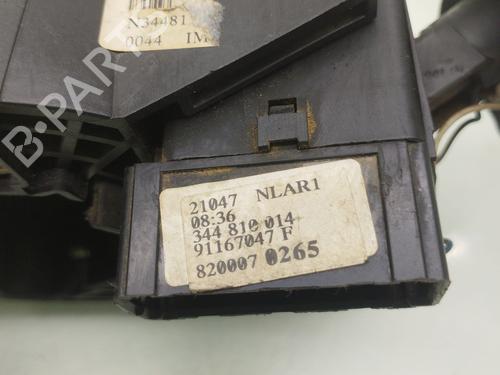 N34481
0044 IM
B-PARTS
21047 NLAR1
08:36
344 810 014
91167047 F
820007 0265